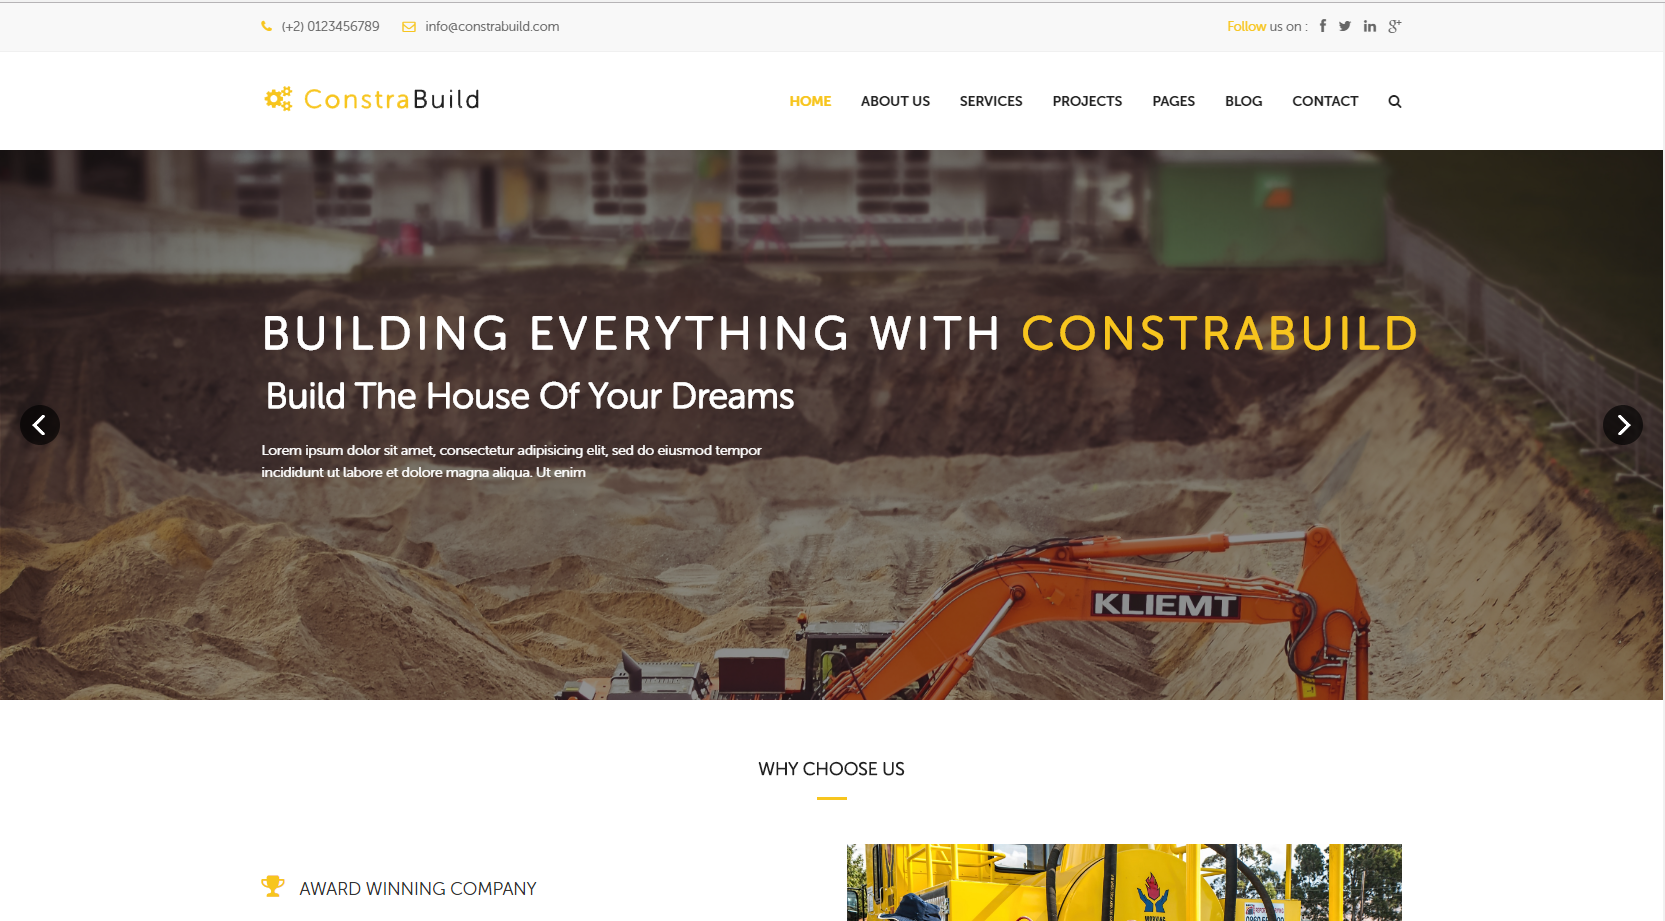 (+2) 0123456789 info@constrabuild.com Follow us on :
ConstraBuild HOME ABOUT US SERVICES PROJECTS PAGES BLOG CONTACT
BUILDING EVERYTHING WITH CONSTRABUILD
Build The House Of Your Dreams
Lorem ipsum dolor sit amet, consectetur adipisicing elit, sed do eiusmod tempor
incididunt ut labore et dolore magna aliqua. Ut enim
KLIEMT
WHY CHOOSE US
AWARD WINNING COMPANY